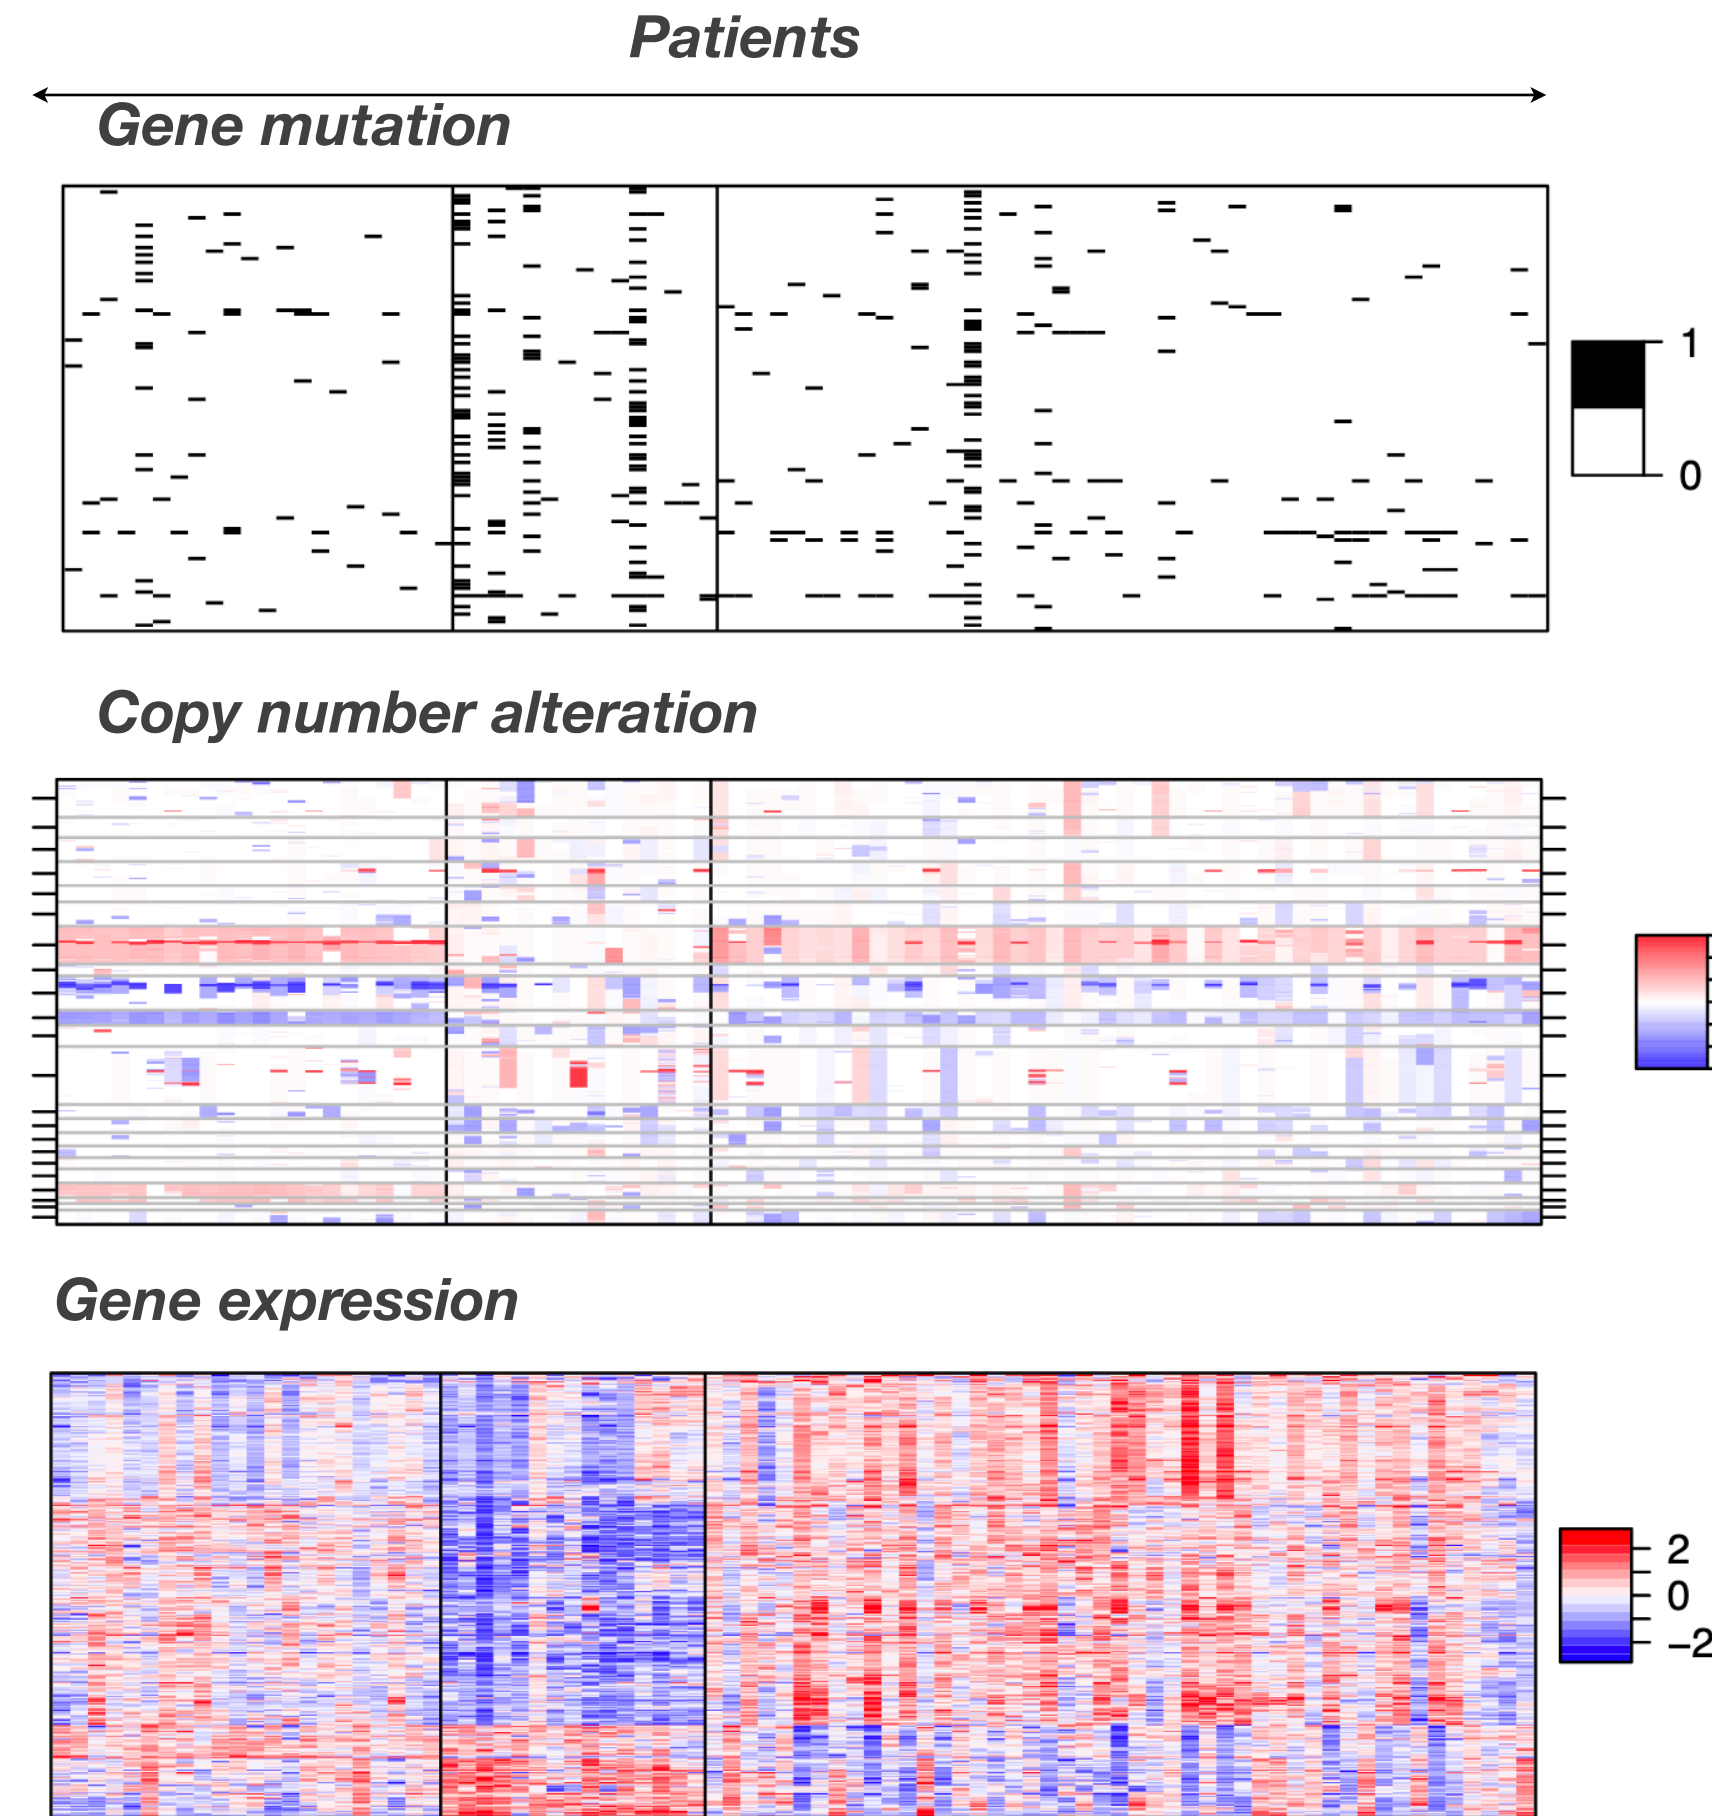 Patients
Gene mutation
1
0
Copy number alteration
Gene expression
2
0
−2